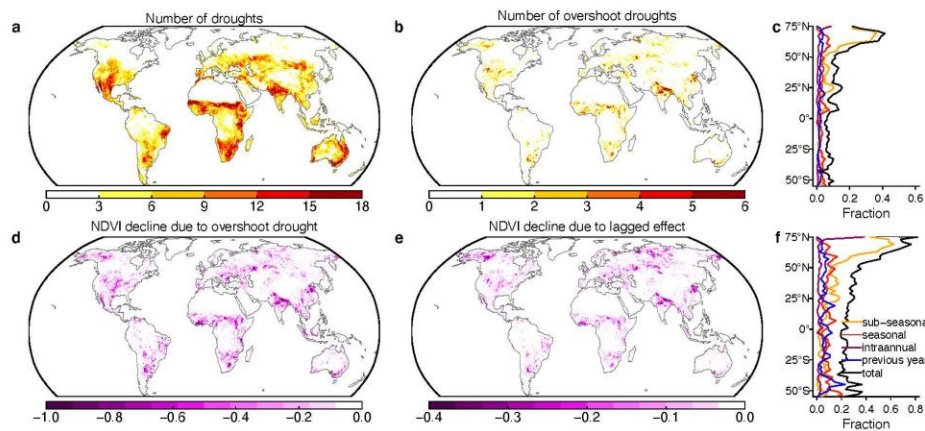 Number of droughts
a
0 3 6 9 12 15 18
Number of overshoot droughts
b
0 1 2 3 4 5 6
c
75°N
50°N
25°N
0°
25°S
50°S
0.0 0.2 0.4 0.6
Fraction
NDVI decline due to overshoot drought
d
−1.0 −0.8 −0.6 −0.4 −0.2 0.0
NDVI decline due to lagged effect
e
−0.4 −0.3 −0.2 −0.1 0.0
f
75°N
50°N
25°N
0°
25°S
50°S
sub-seasonal
seasonal
intraannual
previous year
total
0.0 0.2 0.4 0.6 0.8
Fraction